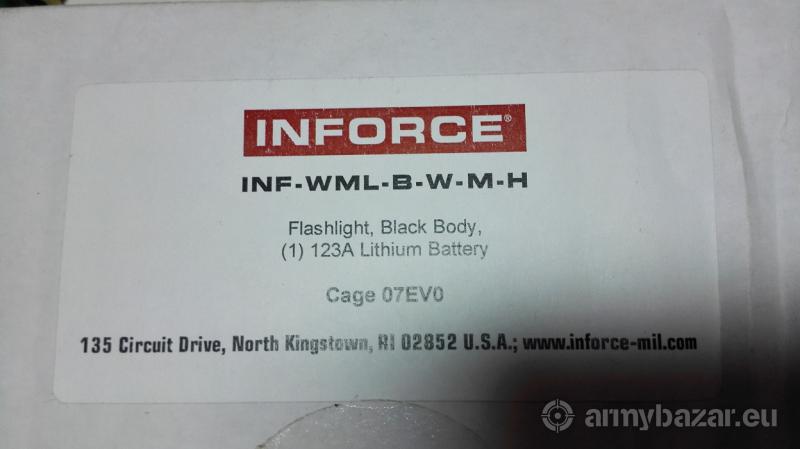 INFORCE®
INF-WML-B-W-M-H
Flashlight, Black Body,
(1) 123A Lithium Battery
Cage 07EV0
135 Circuit Drive, North Kingstown, RI 02852 U.S.A.; www.inforce-mil.com
armybazar.eu